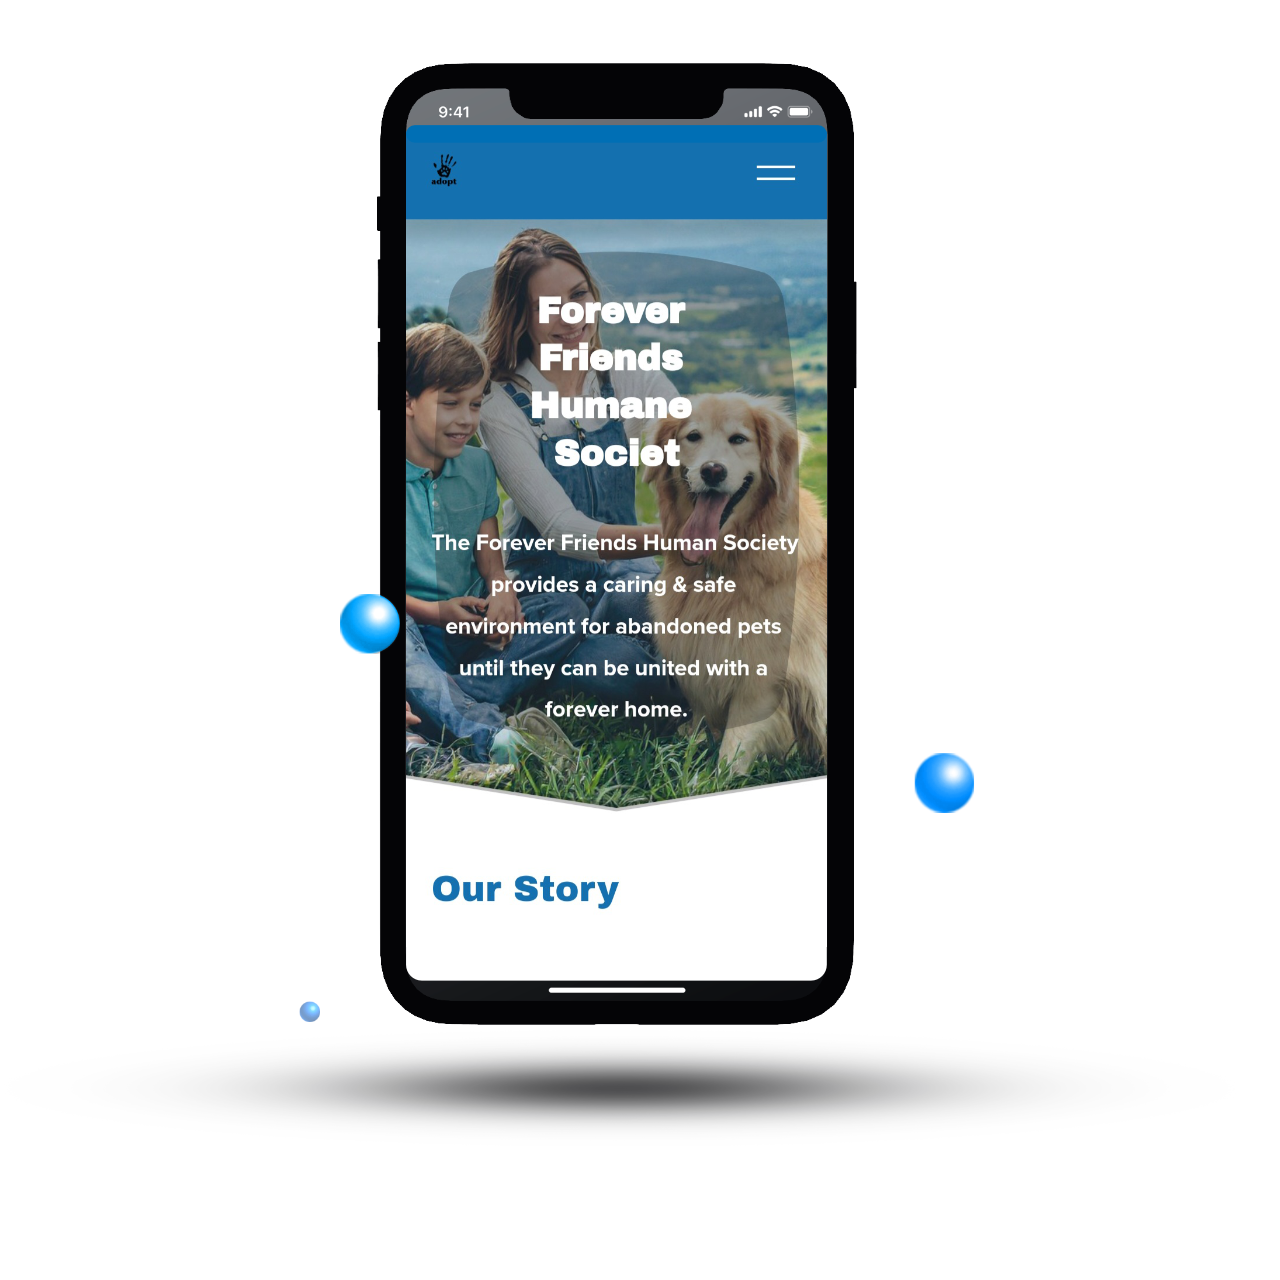 9:41
adopt
Forever
Friends
Humane
Societ
The Forever Friends Human Society
provides a caring & safe
environment for abandoned pets
until they can be united with a
forever home.
Our Story